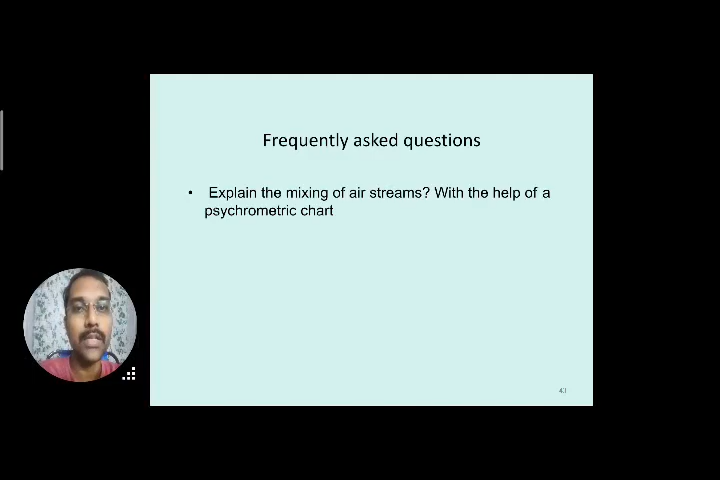 Frequently asked questions
• Explain the mixing of air streams? With the help of a
psychrometric chart
43